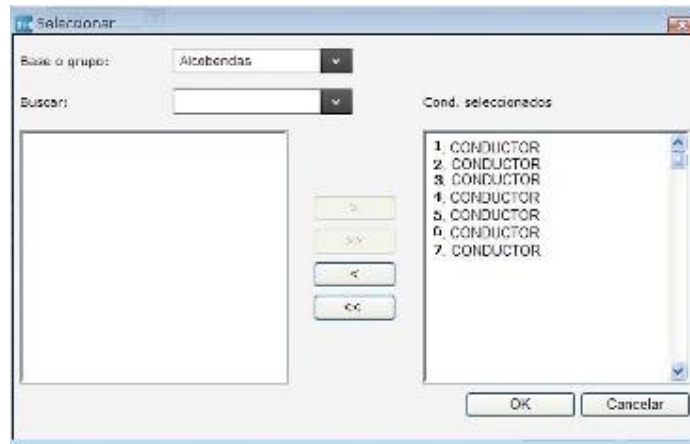 Seleccionar
Base o grupo: Alcobendas
Buscar:
Cond. seleccionados
1. CONDUCTOR
2. CONDUCTOR
3. CONDUCTOR
4. CONDUCTOR
5. CONDUCTOR
6. CONDUCTOR
7. CONDUCTOR
>
>>
<
<<
OK Cancelar